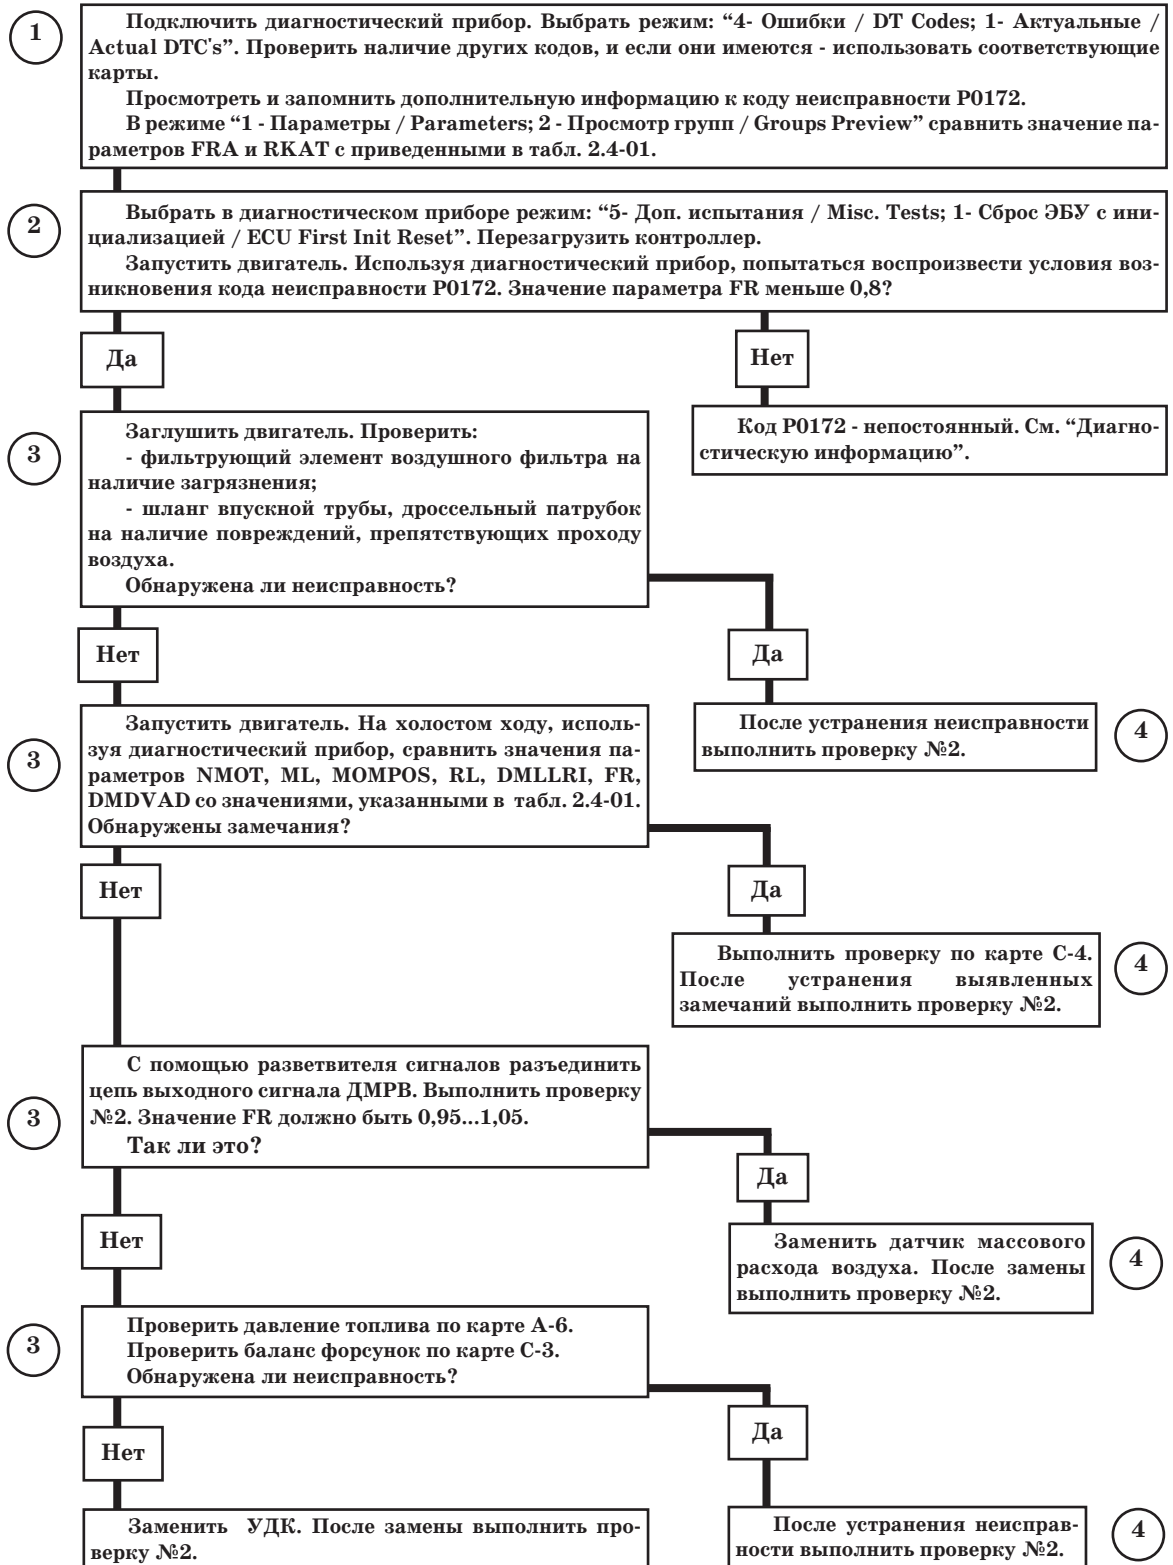 1
Подключить диагностический прибор. Выбрать режим: “4- Ошибки / DT Codes; 1- Актуальные /
Actual DTC's”. Проверить наличие других кодов, и если они имеются - использовать соответствующие
карты.
Просмотреть и запомнить дополнительную информацию к коду неисправности P0172.
В режиме “1 - Параметры / Parameters; 2 - Просмотр групп / Groups Preview” сравнить значение па-
раметров FRA и RKAT с приведенными в табл. 2.4-01.
2
Выбрать в диагностическом приборе режим: “5- Доп. испытания / Misc. Tests; 1- Сброс ЭБУ с ини-
циализацией / ECU First Init Reset”. Перезагрузить контроллер.
Запустить двигатель. Используя диагностический прибор, попытаться воспроизвести условия воз-
никновения кода неисправности P0172. Значение параметра FR меньше 0,8?
Да
Нет
Код P0172 - непостоянный. См. “Диагно-
стическую информацию”.
3
Заглушить двигатель. Проверить:
- фильтрующий элемент воздушного фильтра на
наличие загрязнения;
- шланг впускной трубы, дроссельный патрубок
на наличие повреждений, препятствующих проходу
воздуха.
Обнаружена ли неисправность?
Нет
Да
После устранения неисправности
выполнить проверку №2.
4
3
Запустить двигатель. На холостом ходу, исполь-
зуя диагностический прибор, сравнить значения па-
раметров NMOT, ML, MOMPOS, RL, DMLLRI, FR,
DMDVAD со значениями, указанными в табл. 2.4-01.
Обнаружены замечания?
Нет
Да
Выполнить проверку по карте С-4.
После устранения выявленных
замечаний выполнить проверку №2.
4
3
С помощью разветвителя сигналов разъединить
цепь выходного сигнала ДМРВ. Выполнить проверку
№2. Значение FR должно быть 0,95...1,05.
Так ли это?
Нет
Да
Заменить датчик массового
расхода воздуха. После замены
выполнить проверку №2.
4
3
Проверить давление топлива по карте А-6.
Проверить баланс форсунок по карте С-3.
Обнаружена ли неисправность?
Нет
Да
Заменить УДК. После замены выполнить про-
верку №2.
После устранения неисправ-
ности выполнить проверку №2.
4